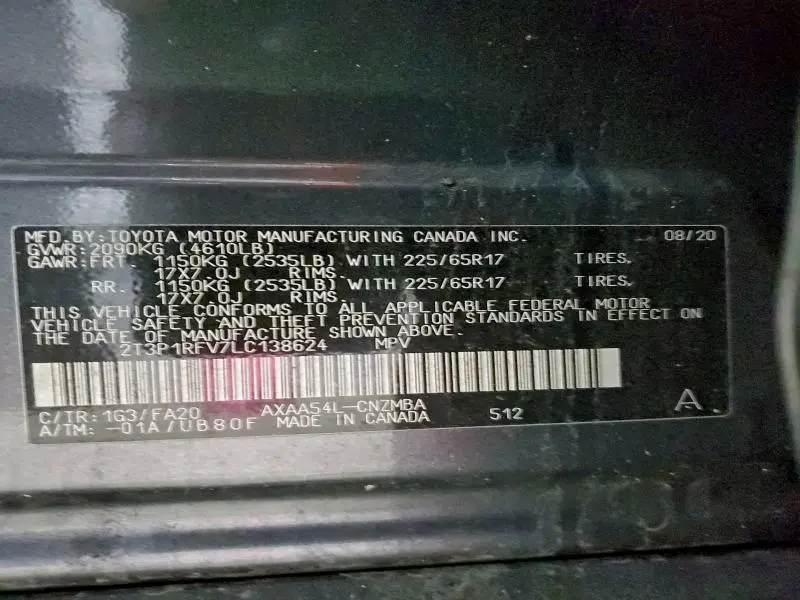 MFD. BY: TOYOTA MOTOR MANUFACTURING CANADA INC. 08/20
GVWR: 2090KG (4610LB)
GAWR: FRT. 1150KG (2535LB) WITH 225/65R17 TIRES.
17X7.0J RIMS.
RR. 1150KG (2535LB) WITH 225/65R17 TIRES.
17X7.0J RIMS.
THIS VEHICLE CONFORMS TO ALL APPLICABLE FEDERAL MOTOR
VEHICLE SAFETY AND THEFT PREVENTION STANDARDS IN EFFECT ON
THE DATE OF MANUFACTURE SHOWN ABOVE.
2T3P1RFV7LC138624 MPV
C/TR: 1G3/FA20 AXAA54L-CNZMBA 512 A
A/TM: -01A/UB80F MADE IN CANADA